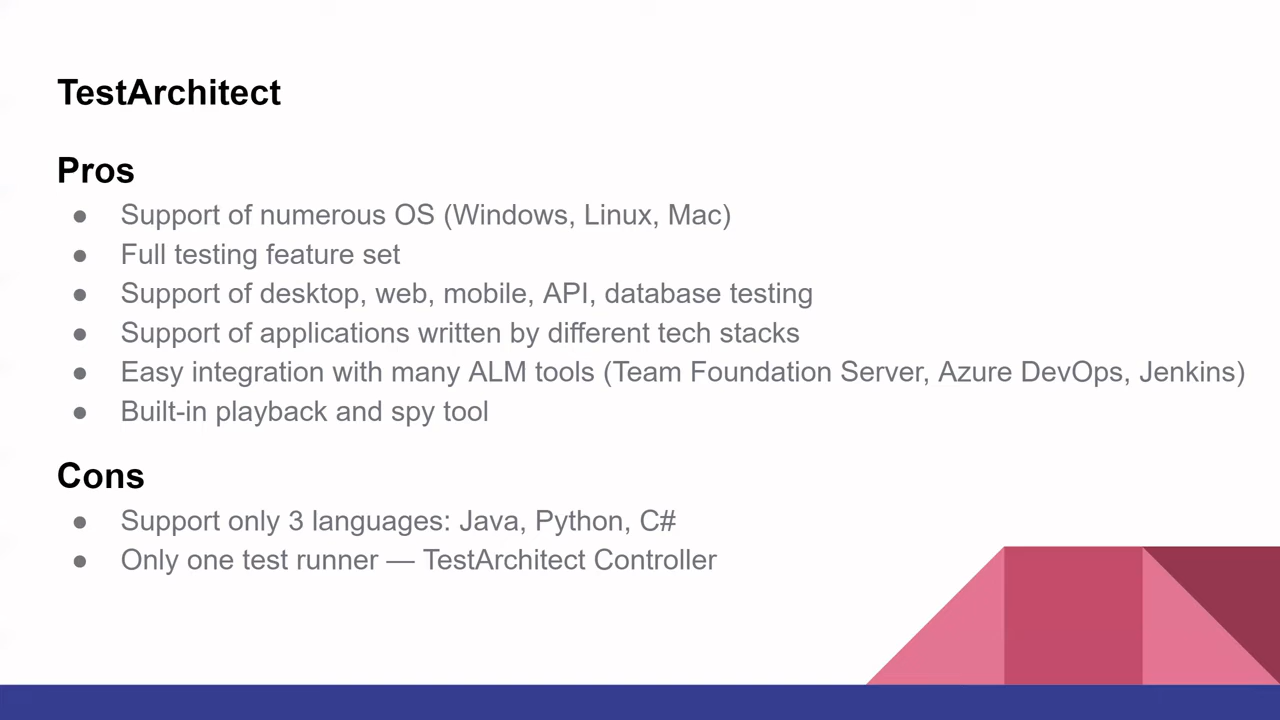 TestArchitect
Pros
● Support of numerous OS (Windows, Linux, Mac)
● Full testing feature set
● Support of desktop, web, mobile, API, database testing
● Support of applications written by different tech stacks
● Easy integration with many ALM tools (Team Foundation Server, Azure DevOps, Jenkins)
● Built-in playback and spy tool
Cons
● Support only 3 languages: Java, Python, C#
● Only one test runner — TestArchitect Controller